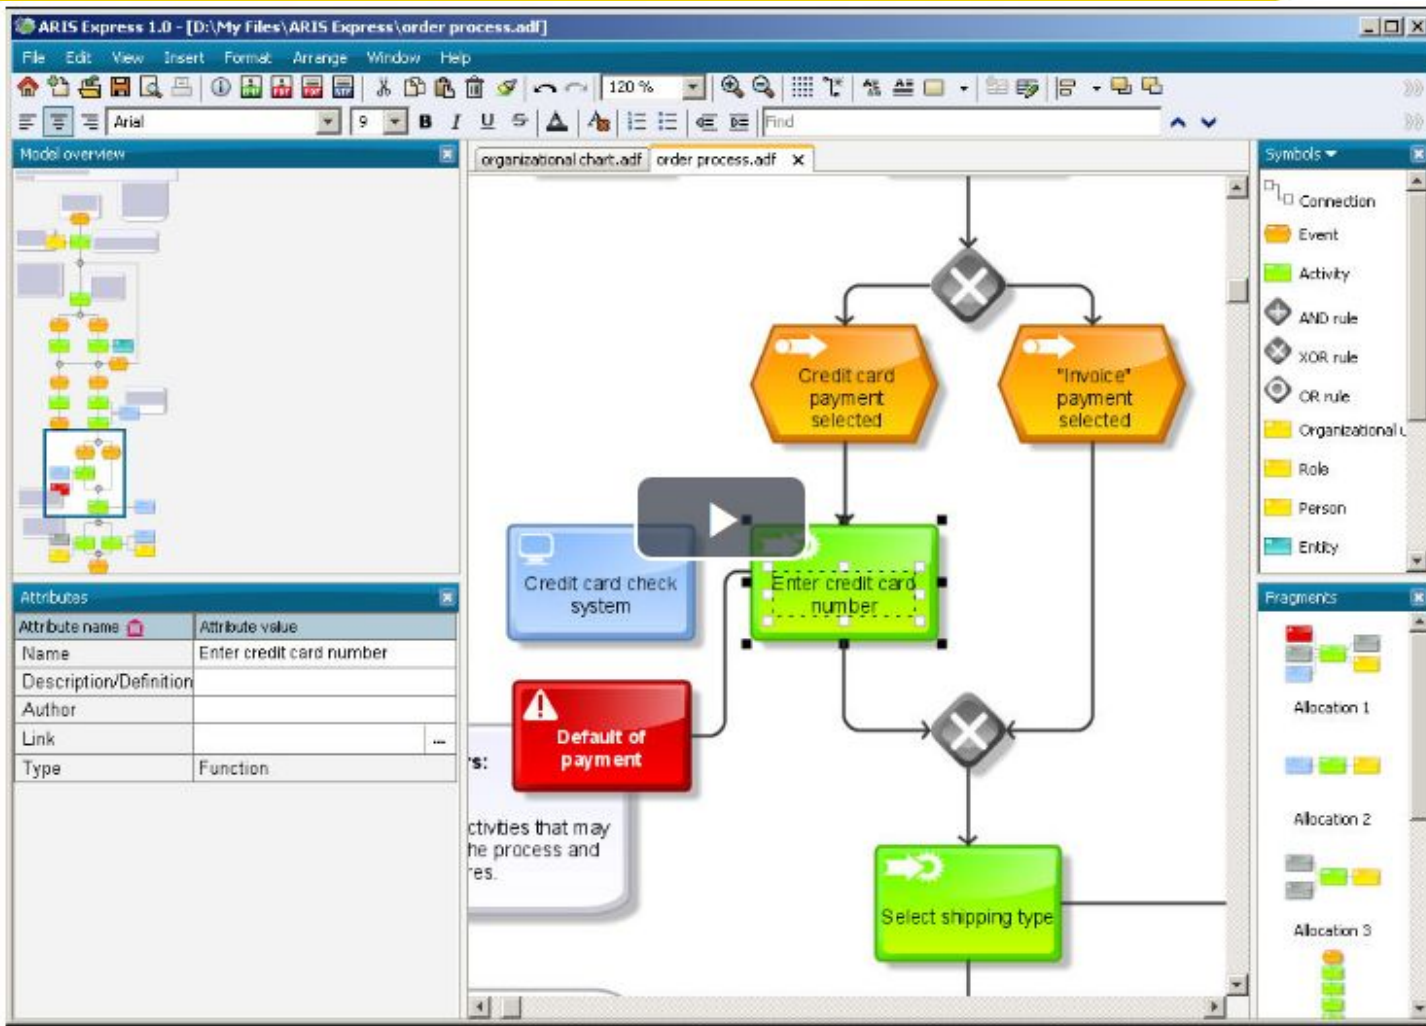 ARIS Express 1.0 - [D:\My Files\ARIS Express\order process.adf]
File Edit View Insert Format Arrange Window Help
120 %
Arial 9 B I U S A Find
Model overview
organizational chart.adf order process.adf
Symbols
Connection
Event
Activity
AND rule
XOR rule
OR rule
Organizational u
Role
Person
Entity
Credit card
payment
selected
"Invoice"
payment
selected
Credit card check
system
Enter credit card
number
Default of
payment
s:
ctivities that may
he process and
res.
Select shipping type
Attributes
Attribute name Attribute value
Name Enter credit card number
Description/Definition
Author
Link ...
Type Function
Fragments
Allocation 1
Allocation 2
Allocation 3